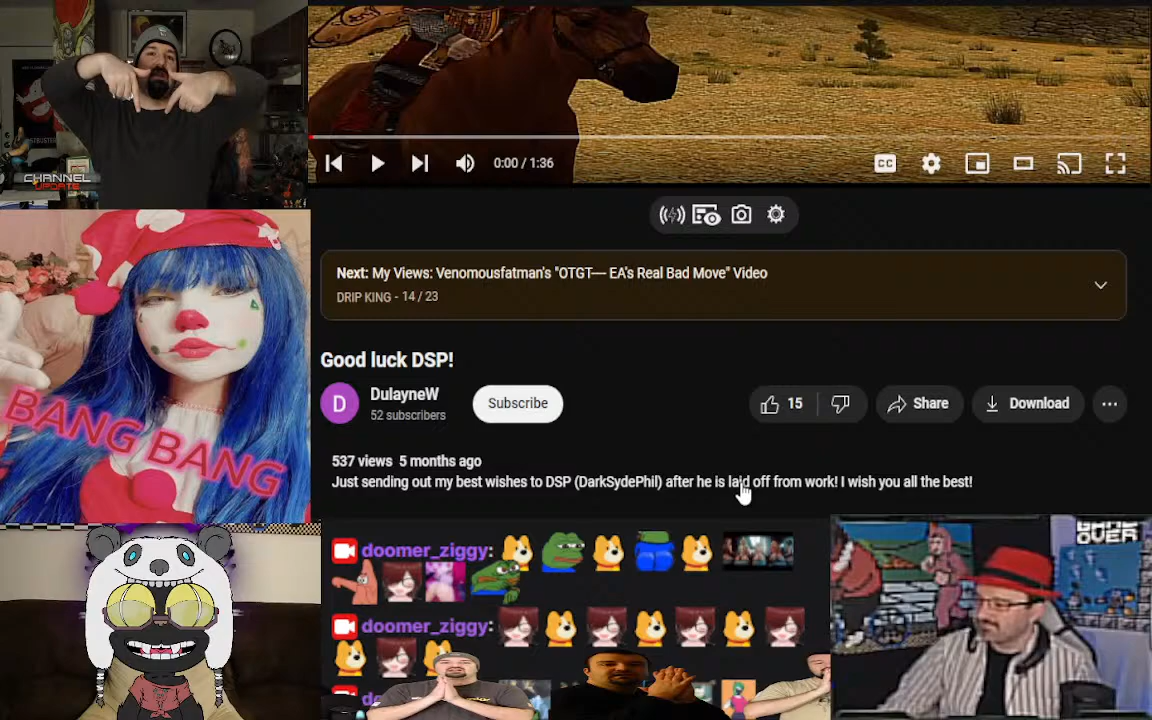 CHANNEL
UPDATE
BANG BANG
0:00 / 1:36
CC
Next: My Views: Venomousfatman's "OTGT— EA's Real Bad Move" Video
DRIP KING - 14 / 23
Good luck DSP!
D
DulayneW
52 subscribers
Subscribe
15
Share
Download
537 views 5 months ago
Just sending out my best wishes to DSP (DarkSydePhil) after he is laid off from work! I wish you all the best!
doomer_ziggy:
doomer_ziggy:
GAME
OVER